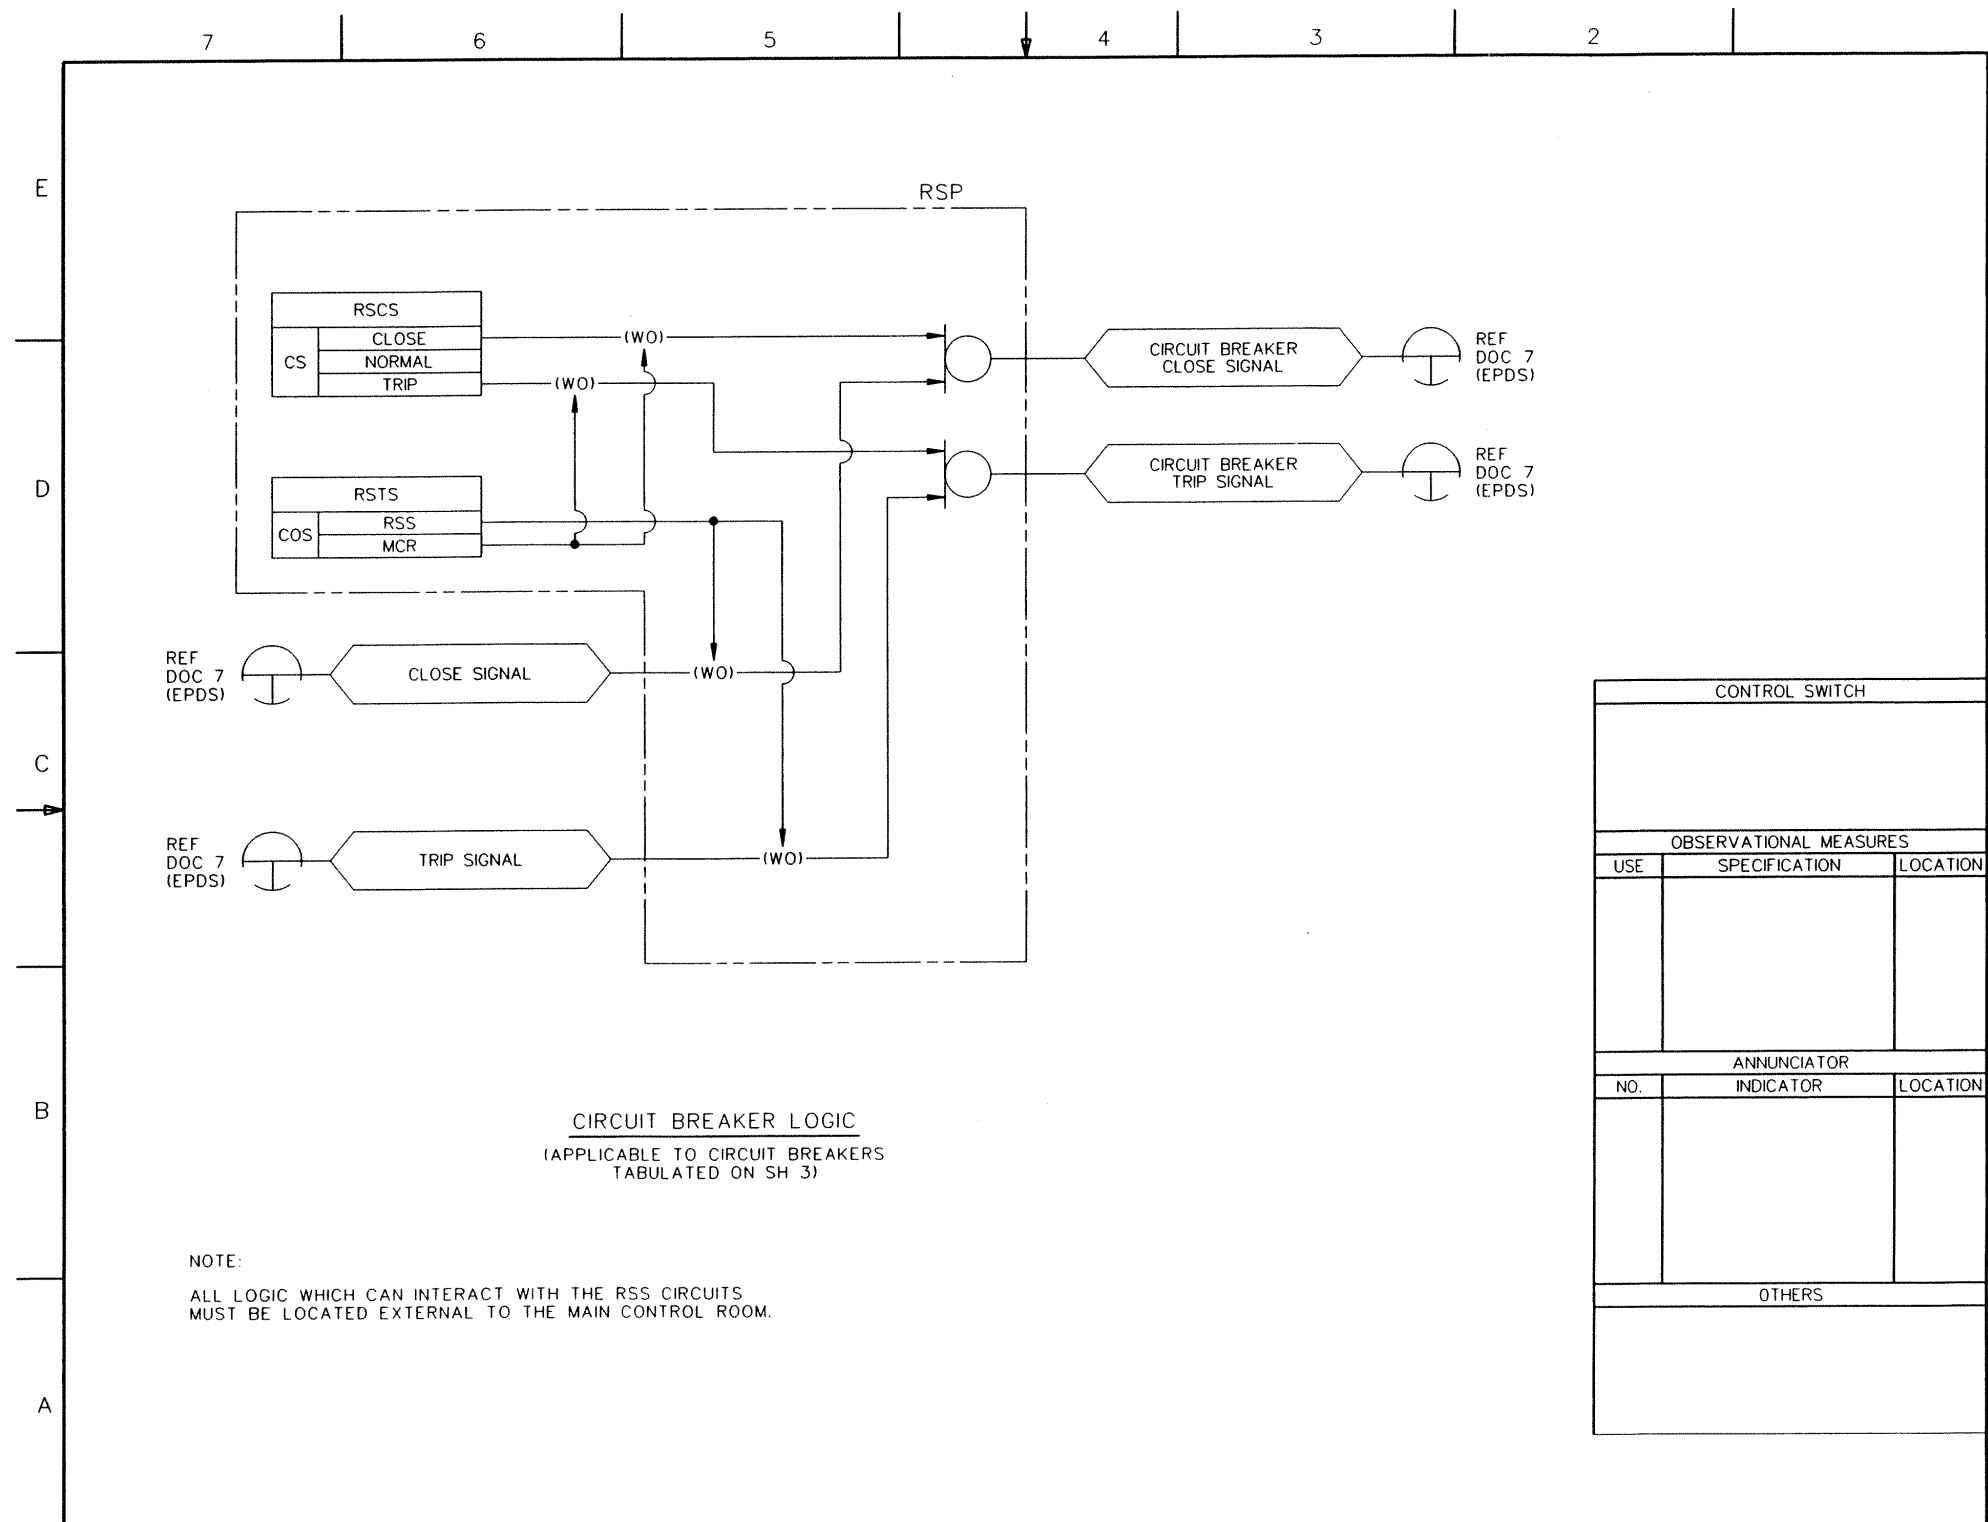 7 6 5 4 3 2
E
D
C
B
A
RSP
RSCS
CS
CLOSE
NORMAL
TRIP
(WO)
(WO)
RSTS
COS
RSS
MCR
CIRCUIT BREAKER
CLOSE SIGNAL
REF
DOC 7
(EPDS)
CIRCUIT BREAKER
TRIP SIGNAL
REF
DOC 7
(EPDS)
REF
DOC 7
(EPDS)
CLOSE SIGNAL
(WO)
REF
DOC 7
(EPDS)
TRIP SIGNAL
(WO)
CIRCUIT BREAKER LOGIC
(APPLICABLE TO CIRCUIT BREAKERS
TABULATED ON SH 3)
NOTE:
ALL LOGIC WHICH CAN INTERACT WITH THE RSS CIRCUITS
MUST BE LOCATED EXTERNAL TO THE MAIN CONTROL ROOM.
CONTROL SWITCH
OBSERVATIONAL MEASURES
USE SPECIFICATION LOCATION
ANNUNCIATOR
NO. INDICATOR LOCATION
OTHERS